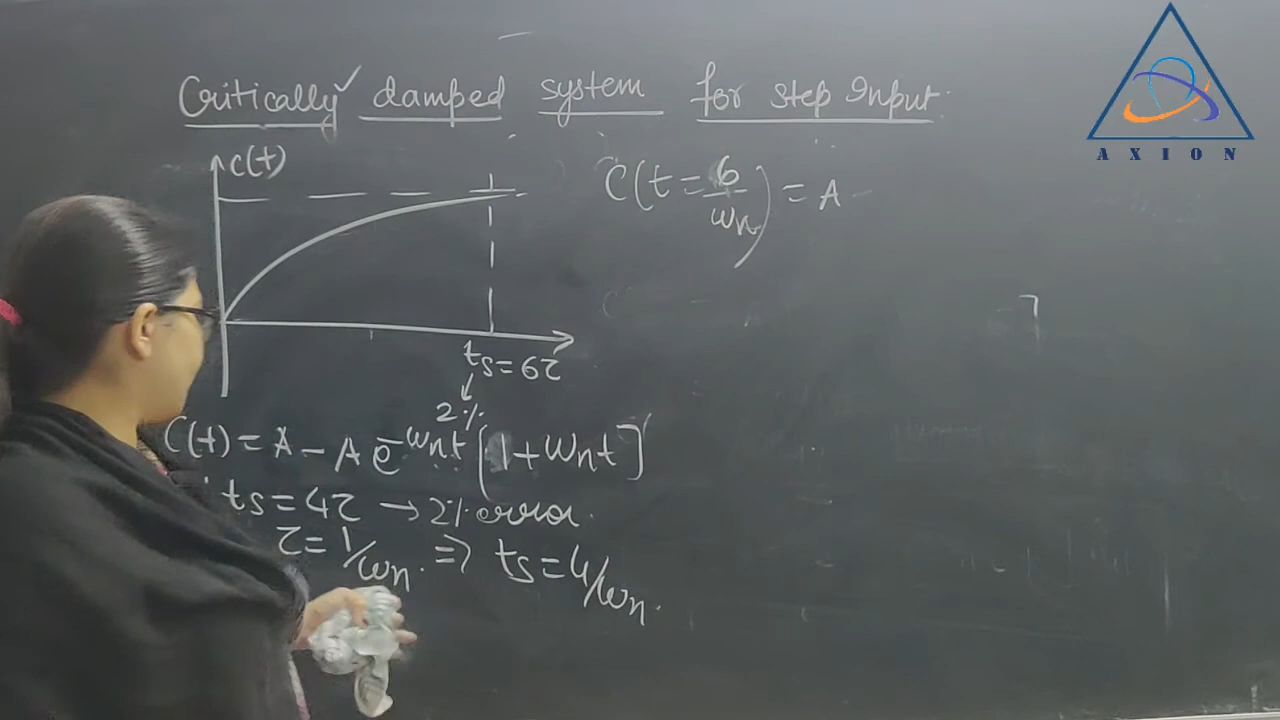 Critically damped system for step Input.
A X I O N
C(t)
C(t = 6/ωn) = A
ts = 6τ
2%
C(t) = A - A e^-ωnt [1 + ωnt]
ts = 4τ → 2% error.
τ = 1/ωn. ⇒ ts = 4/ωn.